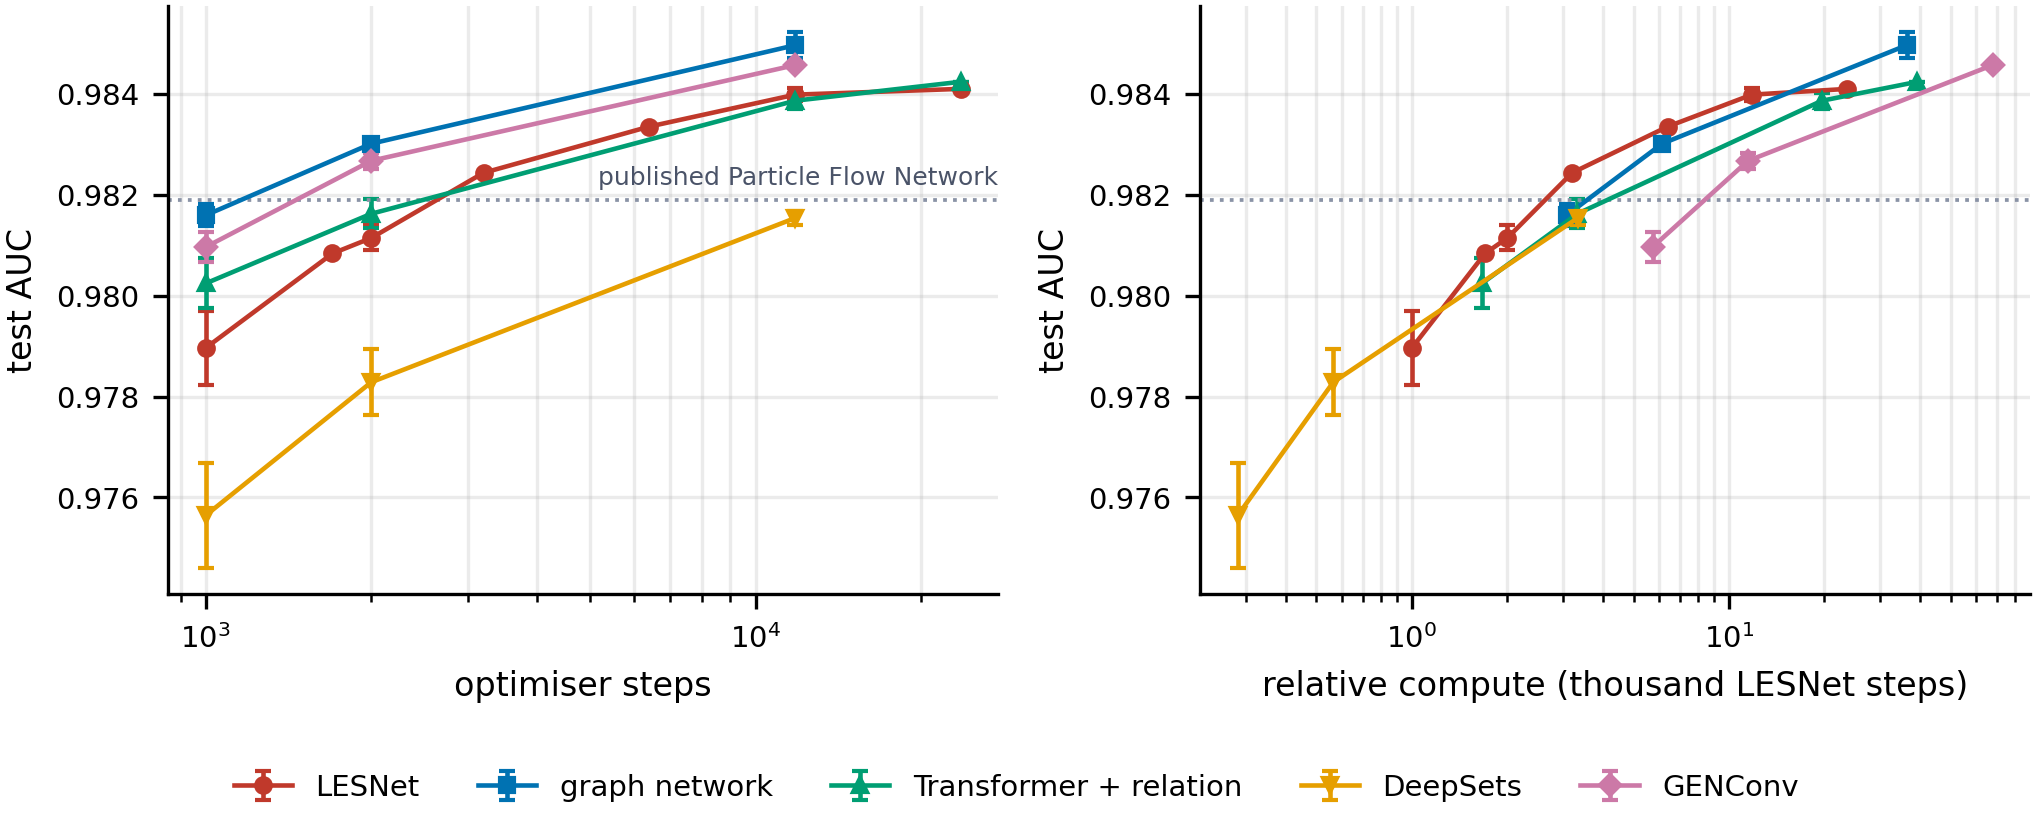 test AUC
0.984
0.982
0.980
0.978
0.976
published Particle Flow Network
10³
10⁴
optimiser steps
test AUC
0.984
0.982
0.980
0.978
0.976
10⁰
10¹
relative compute (thousand LESNet steps)
LESNet
graph network
Transformer + relation
DeepSets
GENConv